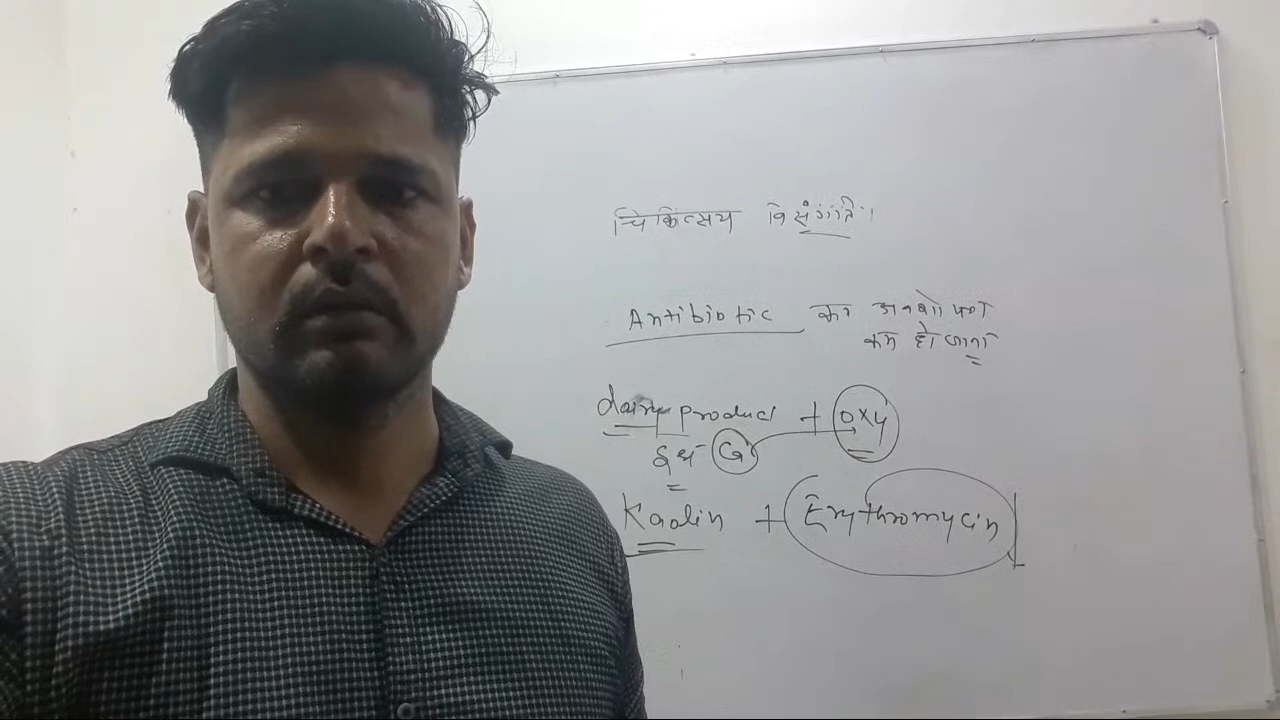 चिकित्सय विसंगति।
Antibiotic का अवशोषण
कम हो जाना
dairy product + oxy
दूध Ca
Kaolin + Erythromycin